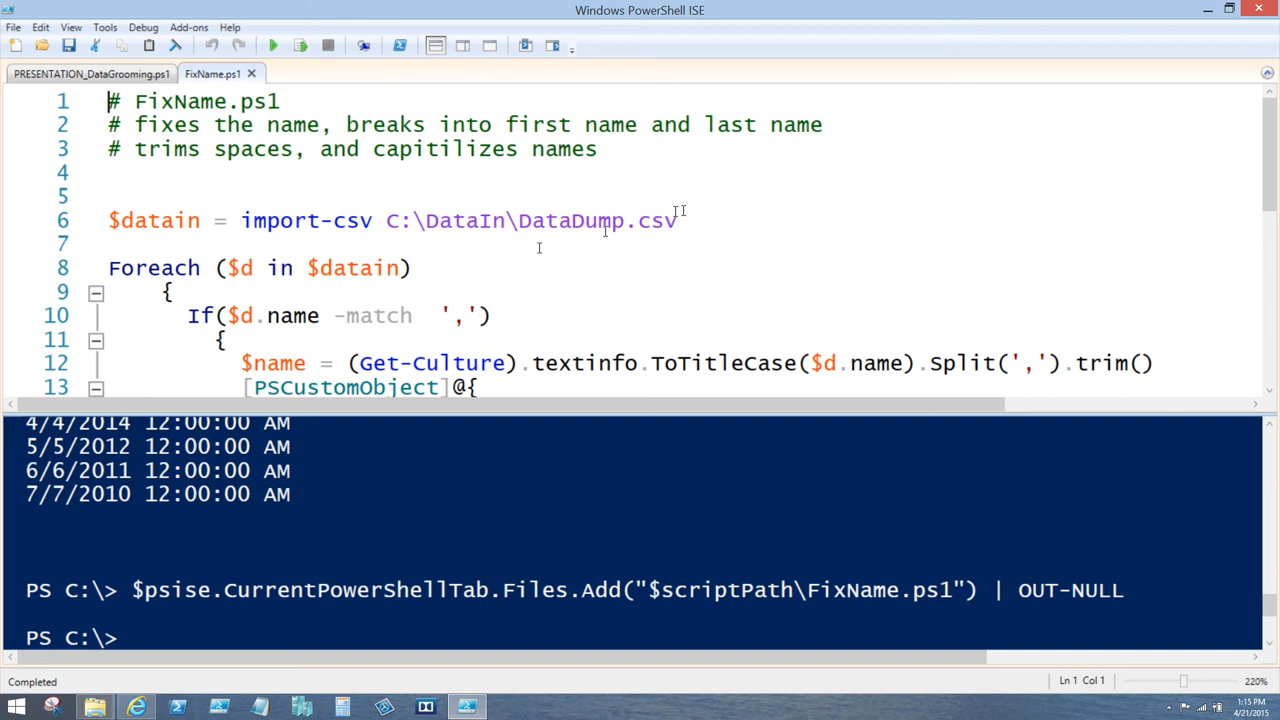 Windows PowerShell ISE
File Edit View Tools Debug Add-ons Help
PRESENTATION_DataGrooming.ps1 FixName.ps1
1 # FixName.ps1
2 # fixes the name, breaks into first name and last name
3 # trims spaces, and capitilizes names
4
5
6 $datain = import-csv C:\DataIn\DataDump.csv
7
8 Foreach ($d in $datain)
9 {
10 If($d.name -match ',')
11 {
12 $name = (Get-Culture).textinfo.ToTitleCase($d.name).Split(',').trim()
13 [PSCustomObject]@{
4/4/2014 12:00:00 AM
5/5/2012 12:00:00 AM
6/6/2011 12:00:00 AM
7/7/2010 12:00:00 AM
PS C:\> $psise.CurrentPowerShellTab.Files.Add("$scriptPath\FixName.ps1") | OUT-NULL
PS C:\>
Completed
Ln 1 Col 1
220%
1:15 PM
4/21/2015